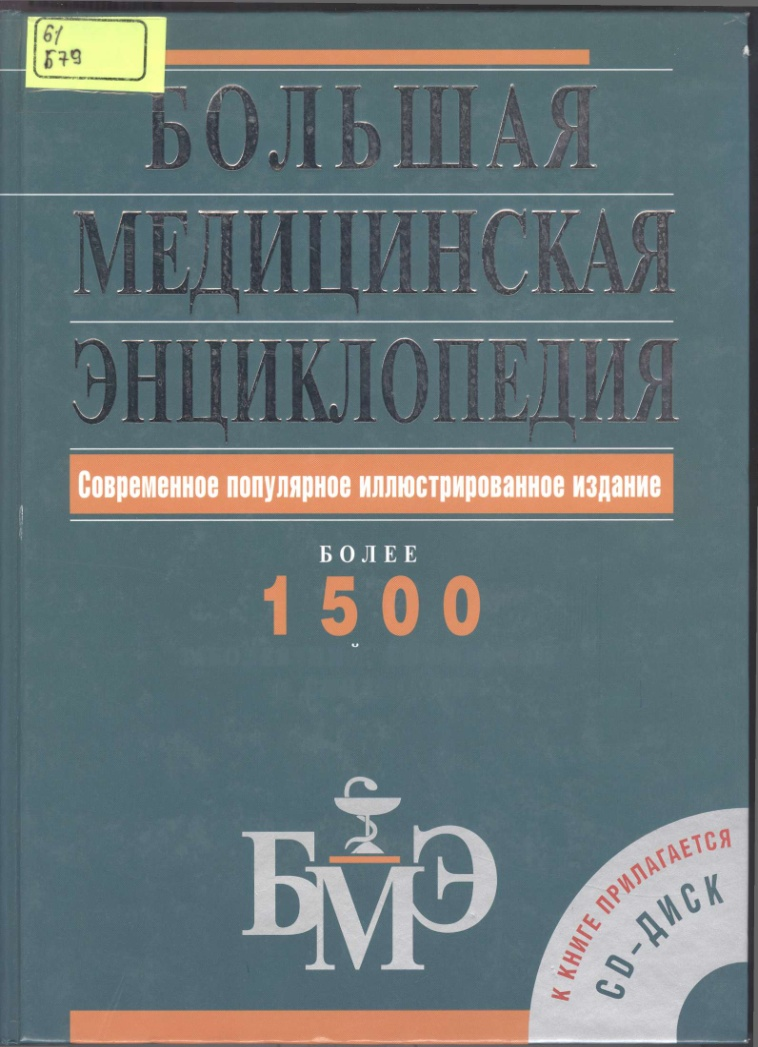 61
Б79
БОЛЬШАЯ
МЕДИЦИНСКАЯ
ЭНЦИКЛОПЕДИЯ
Современное популярное иллюстрированное издание
БОЛЕЕ
1500
БМЭ
К КНИГЕ ПРИЛАГАЕТСЯ
CD-ДИСК